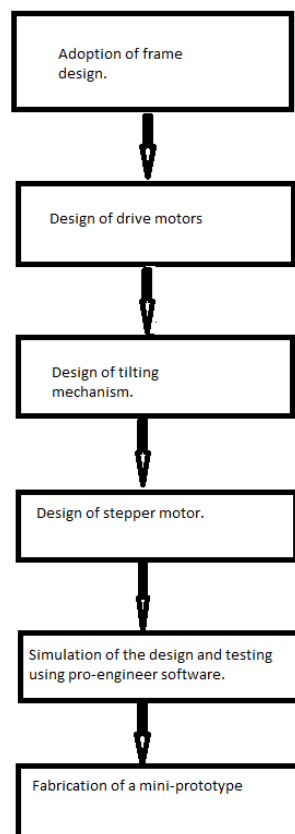 Adoption of frame
design.
Design of drive motors
Design of tilting
mechanism.
Design of stepper motor.
Simulation of the design and testing
using pro-engineer software.
Fabrication of a mini-prototype